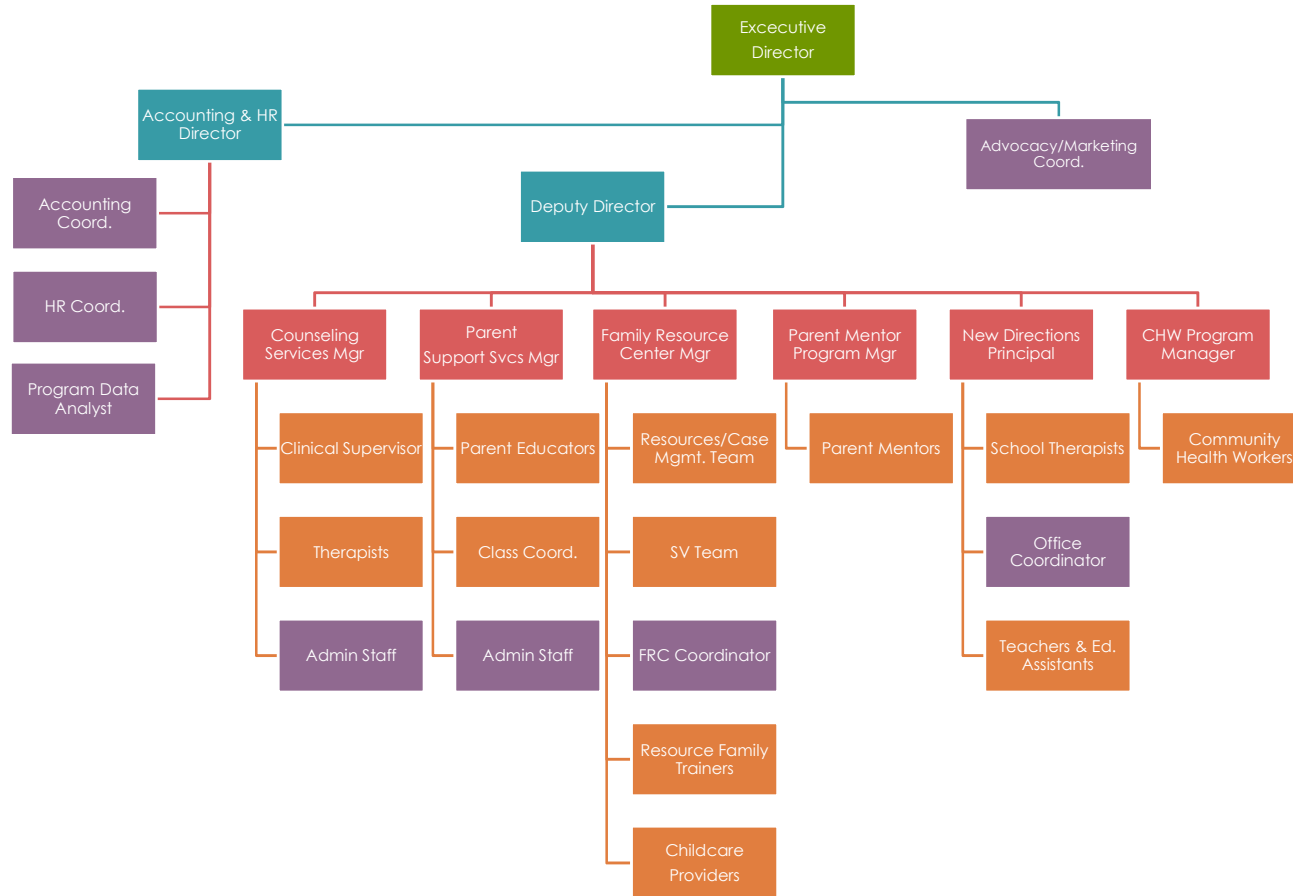 Excecutive
Director
Accounting & HR
Director
Advocacy/Marketing
Coord.
Deputy Director
Accounting
Coord.
HR Coord.
Program Data
Analyst
Counseling
Services Mgr
Parent
Support Svcs Mgr
Family Resource
Center Mgr
Parent Mentor
Program Mgr
New Directions
Principal
CHW Program
Manager
Clinical Supervisor
Parent Educators
Resources/Case
Mgmt. Team
Parent Mentors
School Therapists
Community
Health Workers
Therapists
Class Coord.
SV Team
Office
Coordinator
Admin Staff
Admin Staff
FRC Coordinator
Teachers & Ed.
Assistants
Resource Family
Trainers
Childcare
Providers